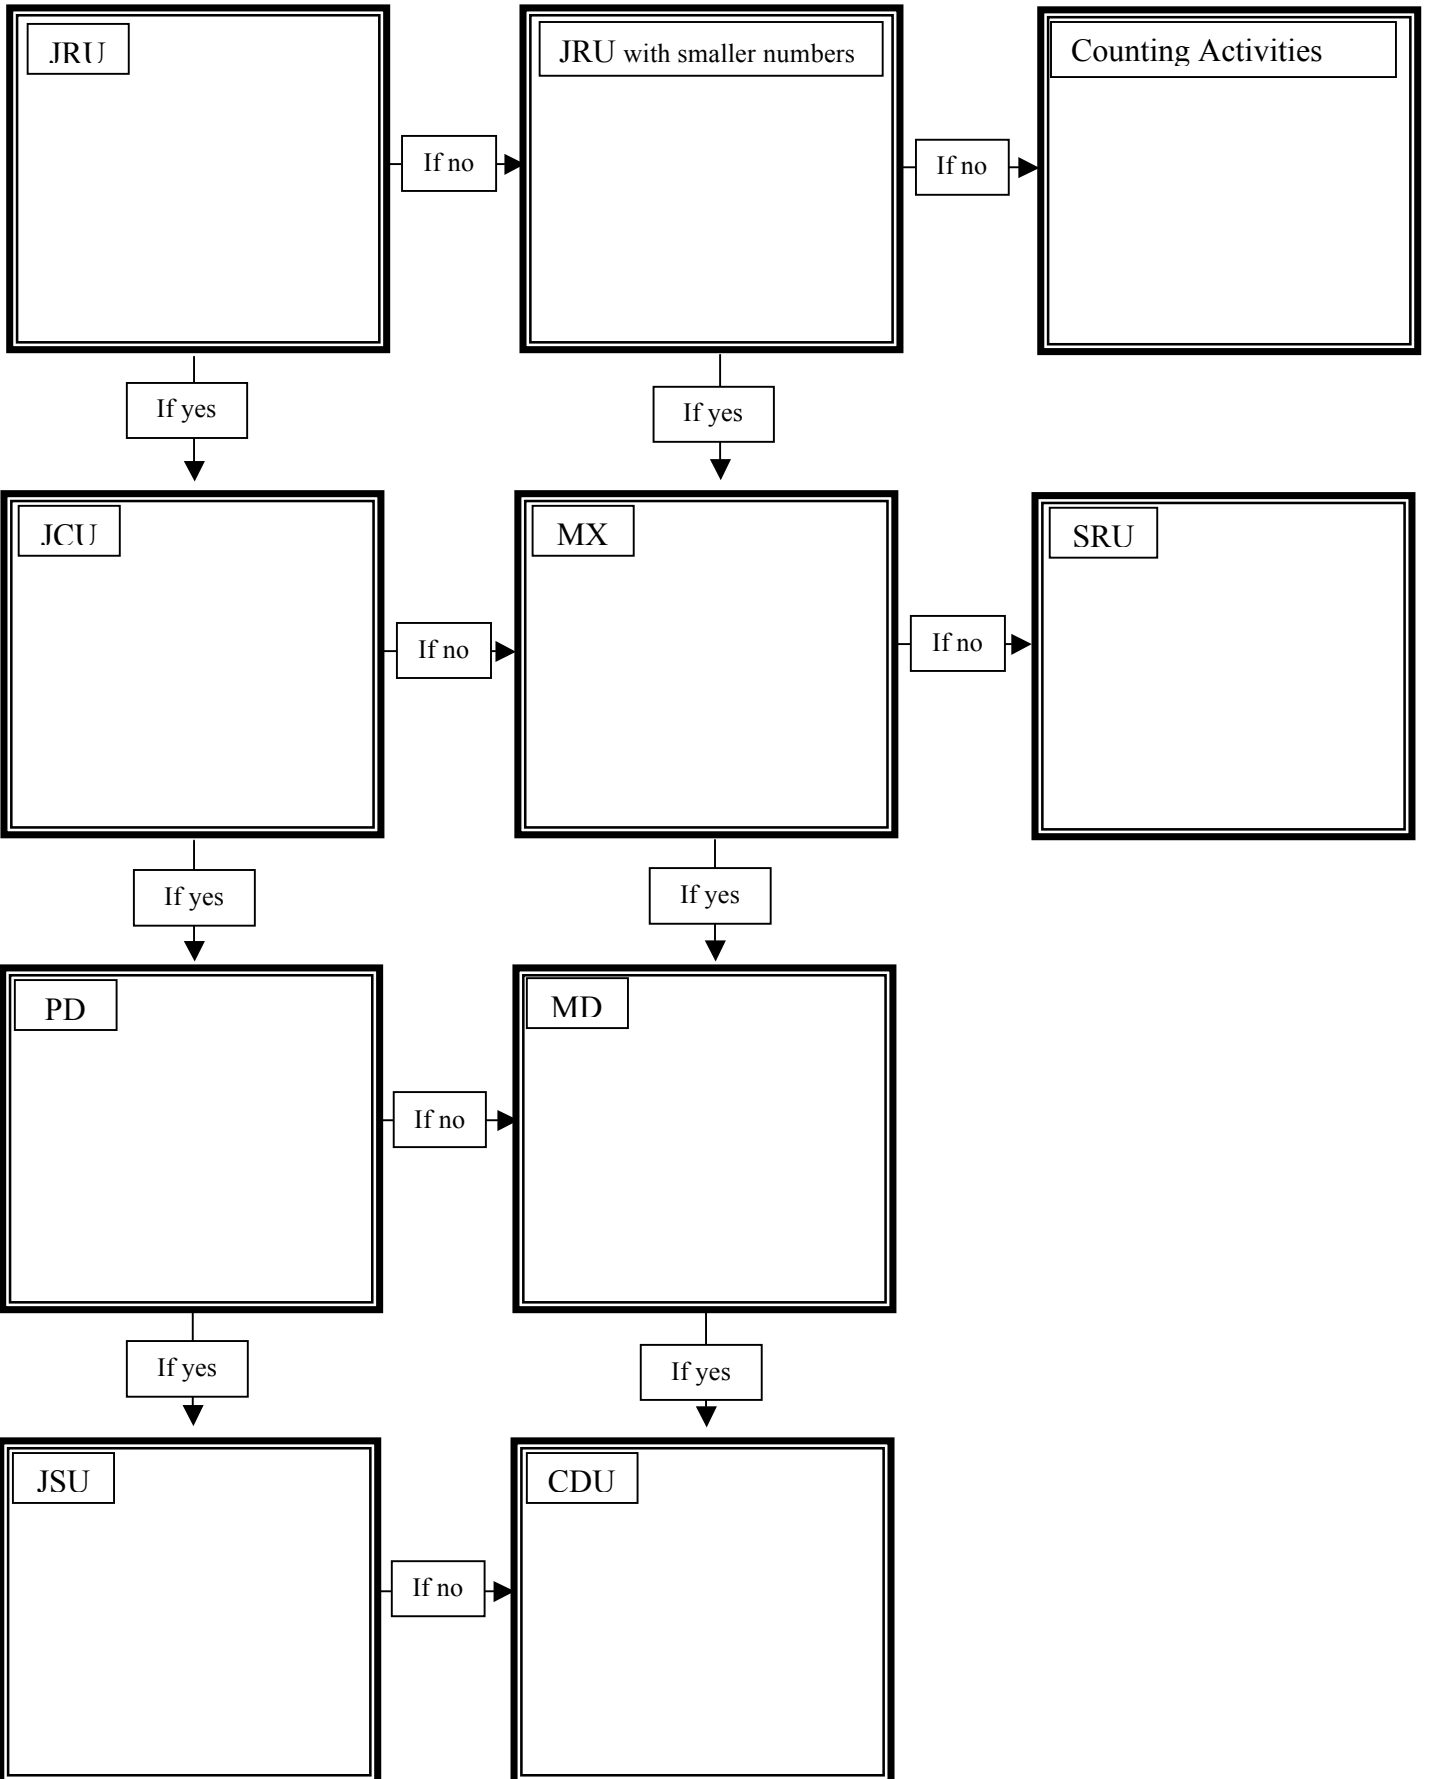 JRU
JRU with smaller numbers
Counting Activities
If no
If no
If yes
If yes
JCU
MX
SRU
If no
If no
If yes
If yes
PD
MD
If no
If yes
If yes
JSU
CDU
If no